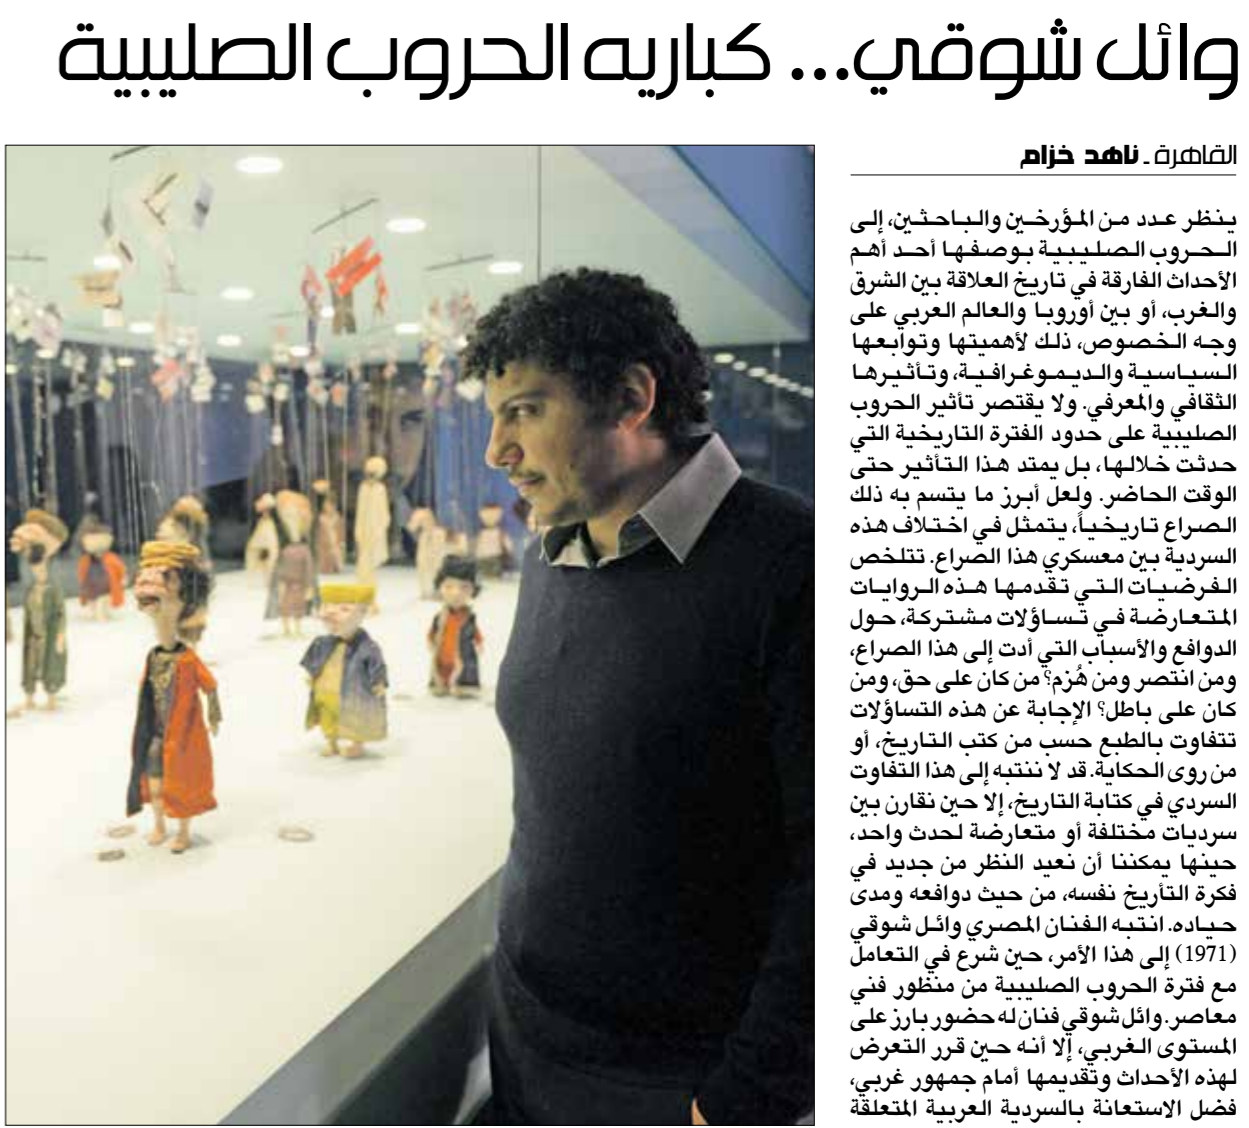 وائل شوقي... كباريه الحروب الصليبية
القاهرة ـ ناهد خزام
ينظر عدد من المؤرخين والباحثين، إلى
الحروب الصليبية بوصفها أحد أهم
الأحداث الفارقة في تاريخ العلاقة بين الشرق
والغرب، أو بين أوروبا والعالم العربي على
وجه الخصوص، ذلك لأهميتها وتوابعها
السياسية والديموغرافية، وتأثيرها
الثقافي والمعرفي. ولا يقتصر تأثير الحروب
الصليبية على حدود الفترة التاريخية التي
حدثت خلالها، بل يمتد هذا التأثير حتى
الوقت الحاضر. ولعل أبرز ما يتسم به ذلك
الصراع تاريخياً، يتمثل في اختلاف هذه
السردية بين معسكري هذا الصراع. تتلخص
الفرضيات التي تقدمها هذه الروايات
المتعارضة في تساؤلات مشتركة، حول
الدوافع والأسباب التي أدت إلى هذا الصراع،
ومن انتصر ومن هُزم؟ من كان على حق، ومن
كان على باطل؟ الإجابة عن هذه التساؤلات
تتفاوت بالطبع حسب من كتب التاريخ، أو
من روى الحكاية. قد لا ننتبه إلى هذا التفاوت
السردي في كتابة التاريخ، إلا حين نقارن بين
سرديات مختلفة أو متعارضة لحدث واحد،
حينها يمكننا أن نعيد النظر من جديد في
فكرة التأريخ نفسه، من حيث دوافعه ومدى
حياده. انتبه الفنان المصري وائل شوقي
(1971) إلى هذا الأمر، حين شرع في التعامل
مع فترة الحروب الصليبية من منظور فني
معاصر. وائل شوقي فنان له حضور بارز على
المستوى الغربي، إلا أنه حين قرر التعرض
لهذه الأحداث وتقديمها أمام جمهور غربي،
فضل الاستعانة بالسردية العربية المتعلقة